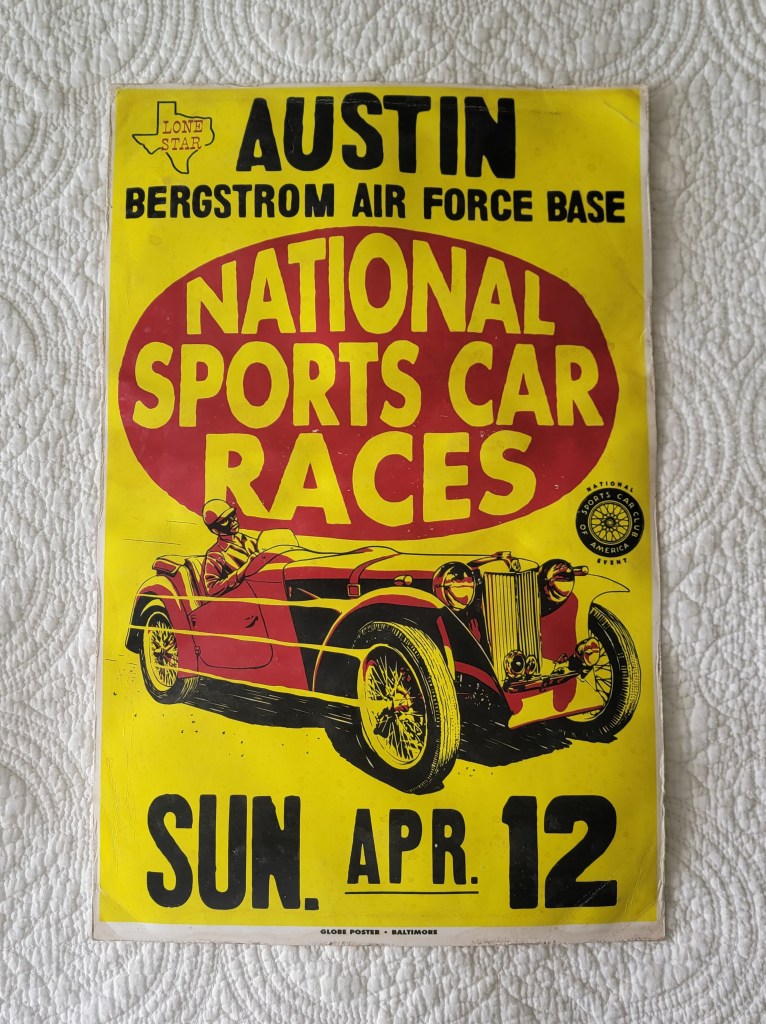 LONE
STAR
AUSTIN
BERGSTROM AIR FORCE BASE
NATIONAL
SPORTS CAR
RACES
NATIONAL
SPORTS CAR CLUB
OF AMERICA
EVENT
SUN. APR. 12
GLOBE POSTER • BALTIMORE